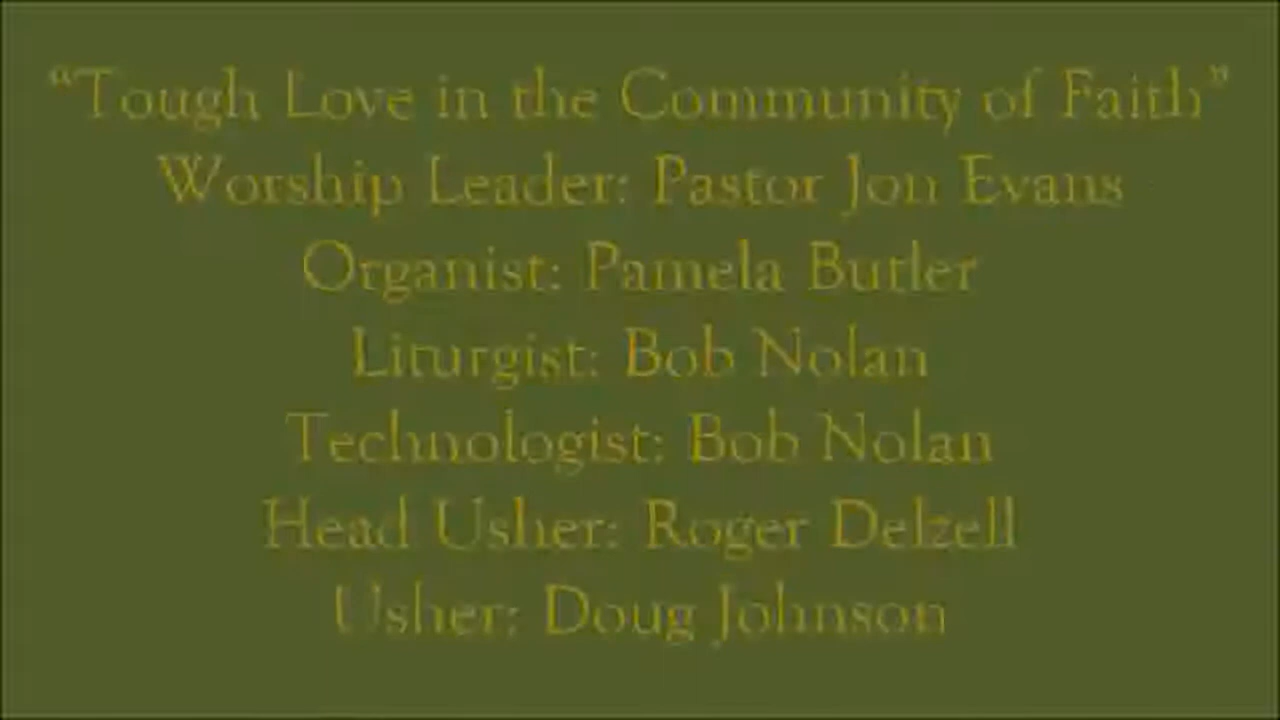 “Tough Love in the Community of Faith”
Worship Leader: Pastor Jon Evans
Organist: Pamela Butler
Liturgist: Bob Nolan
Technologist: Bob Nolan
Head Usher: Roger Delzell
Usher: Doug Johnson